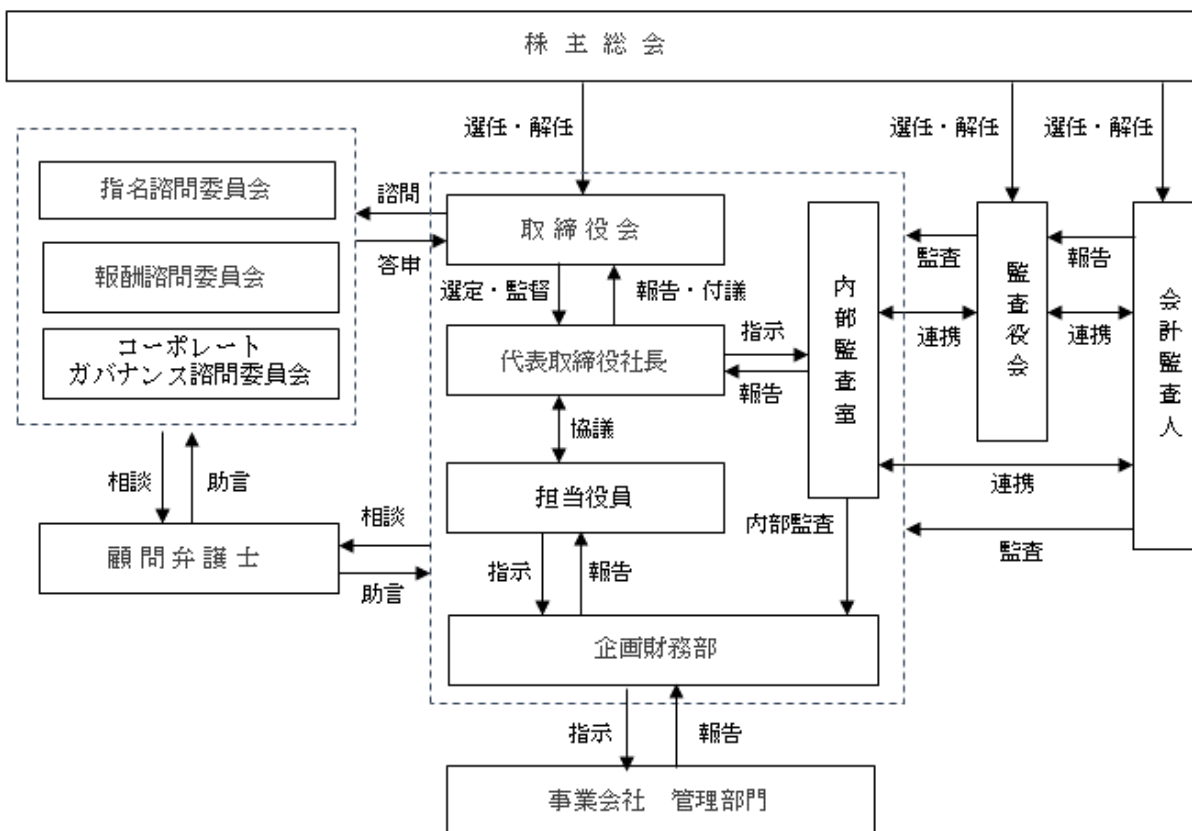 株主総会
選任・解任
選任・解任
選任・解任
指名諮問委員会
報酬諮問委員会
コーポレート
ガバナンス諮問委員会
諮問
答申
取締役会
選定・監督
報告・付議
代表取締役社長
指示
報告
内部監査室
監査
連携
監査役会
報告
連携
会計監査人
協議
担当役員
連携
監査
内部監査
相談
助言
顧問弁護士
相談
助言
指示
報告
企画財務部
指示
報告
事業会社　管理部門